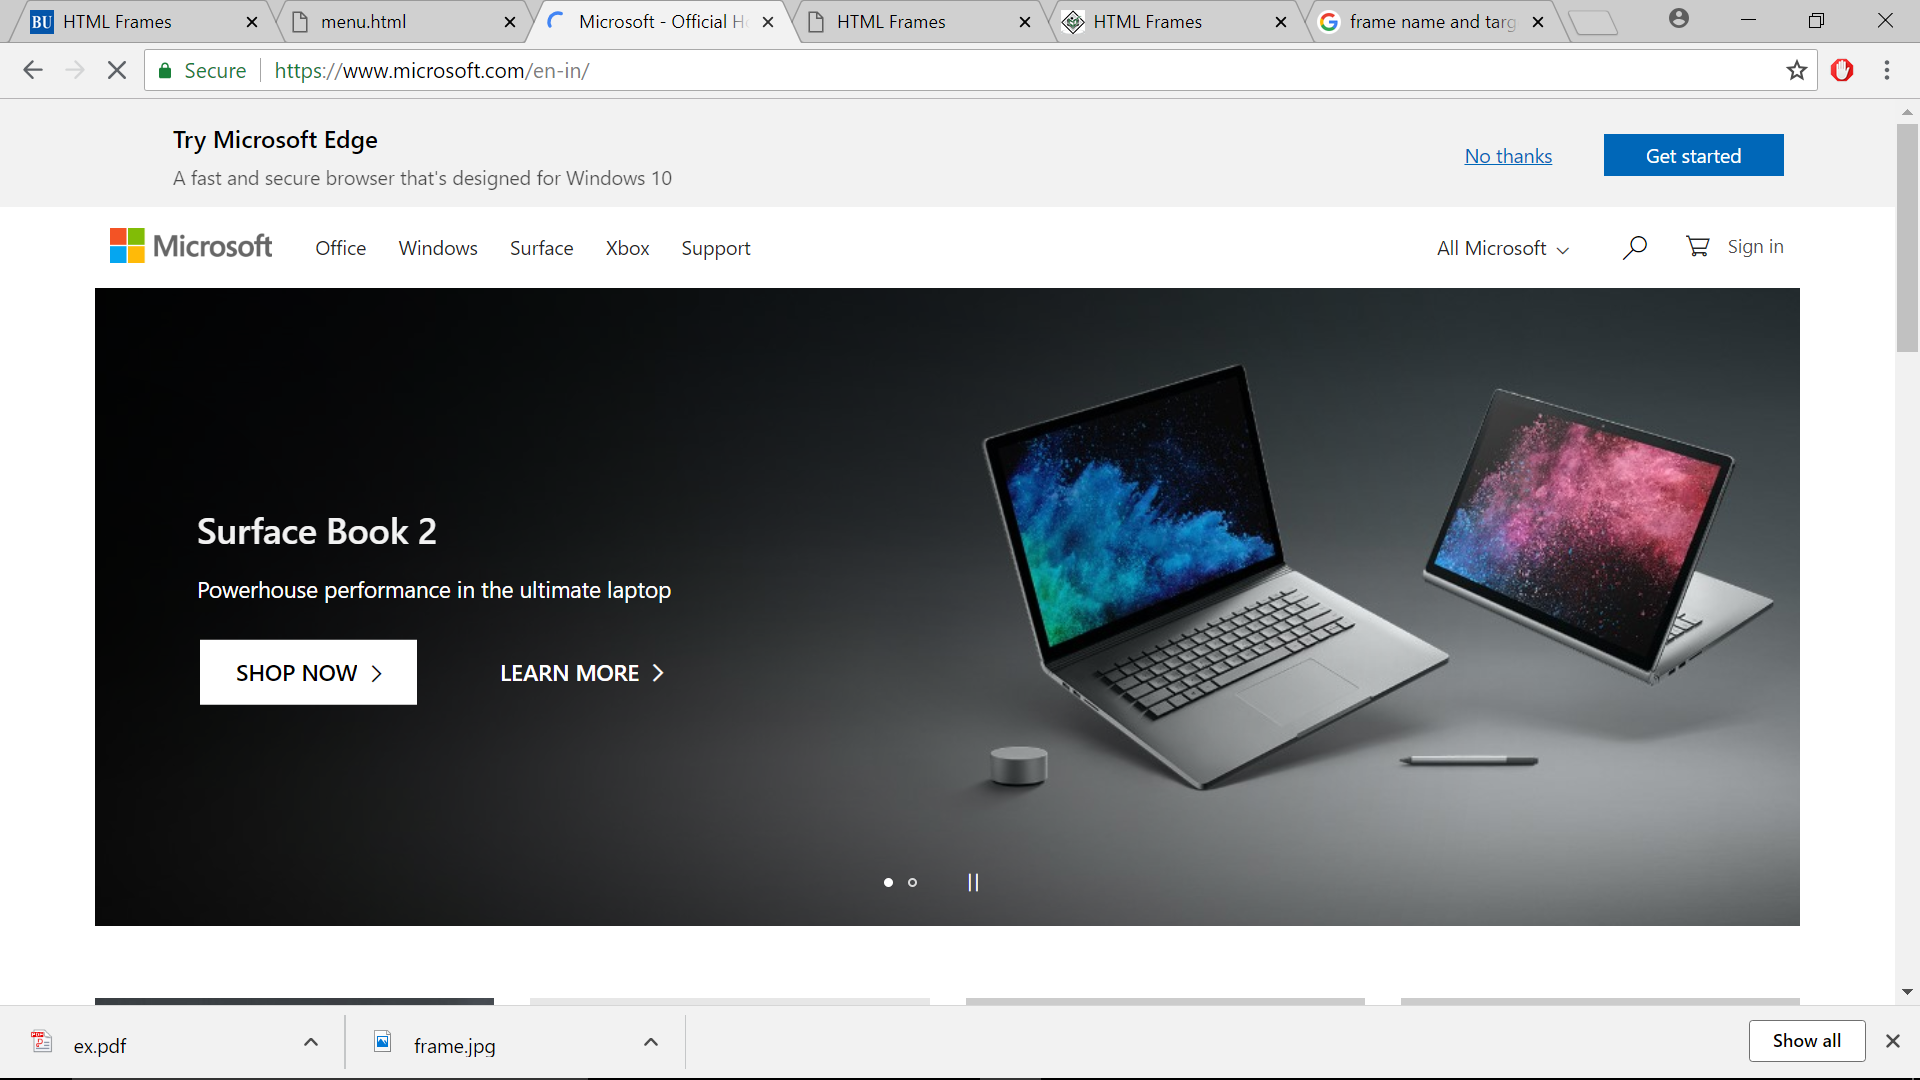 BU HTML Frames
menu.html
Microsoft - Official Ho
HTML Frames
HTML Frames
frame name and targ
Secure https://www.microsoft.com/en-in/
Try Microsoft Edge
A fast and secure browser that's designed for Windows 10
No thanks
Get started
Microsoft
Office
Windows
Surface
Xbox
Support
All Microsoft
Sign in
Surface Book 2
Powerhouse performance in the ultimate laptop
SHOP NOW
LEARN MORE
ex.pdf
frame.jpg
Show all